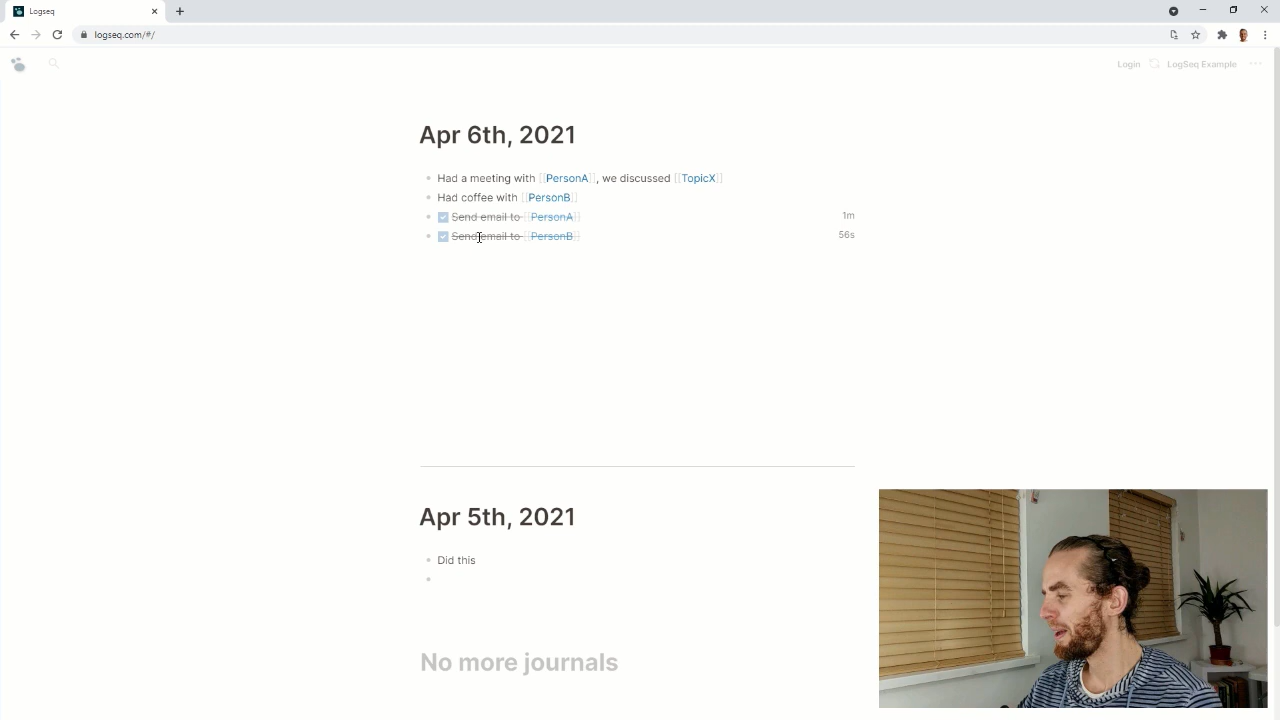 Logseq
logseq.com/#/
Login LogSeq Example
Apr 6th, 2021
Had a meeting with [[PersonA]], we discussed [[TopicX]]
Had coffee with [[PersonB]]
Send email to [[PersonA]] 1m
Send email to [[PersonB]] 56s
Apr 5th, 2021
Did this
No more journals